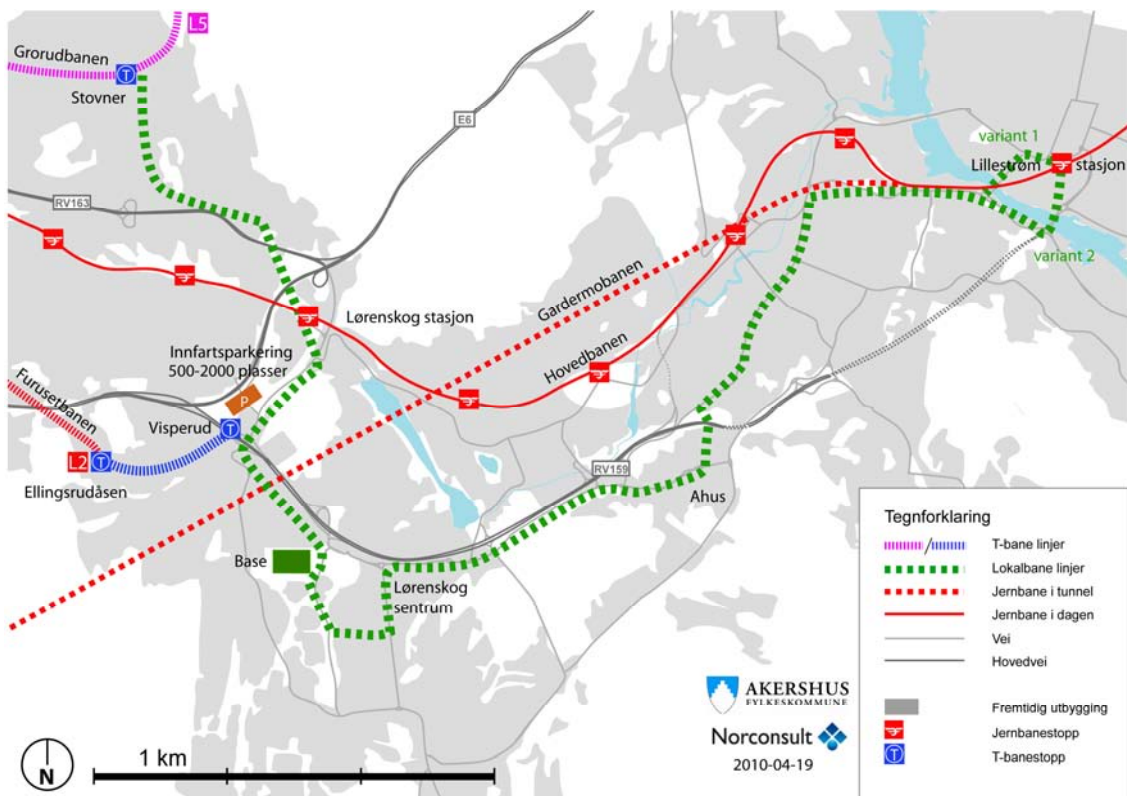 L5
Grorudbanen
T
Stovner
E6
RV163
variant 1
Lillestrøm stasjon
variant 2
Gardermobanen
Lørenskog stasjon
Innfartsparkering
500-2000 plasser
P
Hovedbanen
Furusetbanen
Visperud
T
L2
T
Ellingsrudåsen
RV159
Ahus
Base
Lørenskog
sentrum
Tegnforklaring
/ T-bane linjer
Lokalbane linjer
Jernbane i tunnel
Jernbane i dagen
Vei
Hovedvei
Fremtidig utbygging
Jernbanestopp
T T-banestopp
AKERSHUS
FYLKESKOMMUNE
Norconsult
2010-04-19
N
1 km